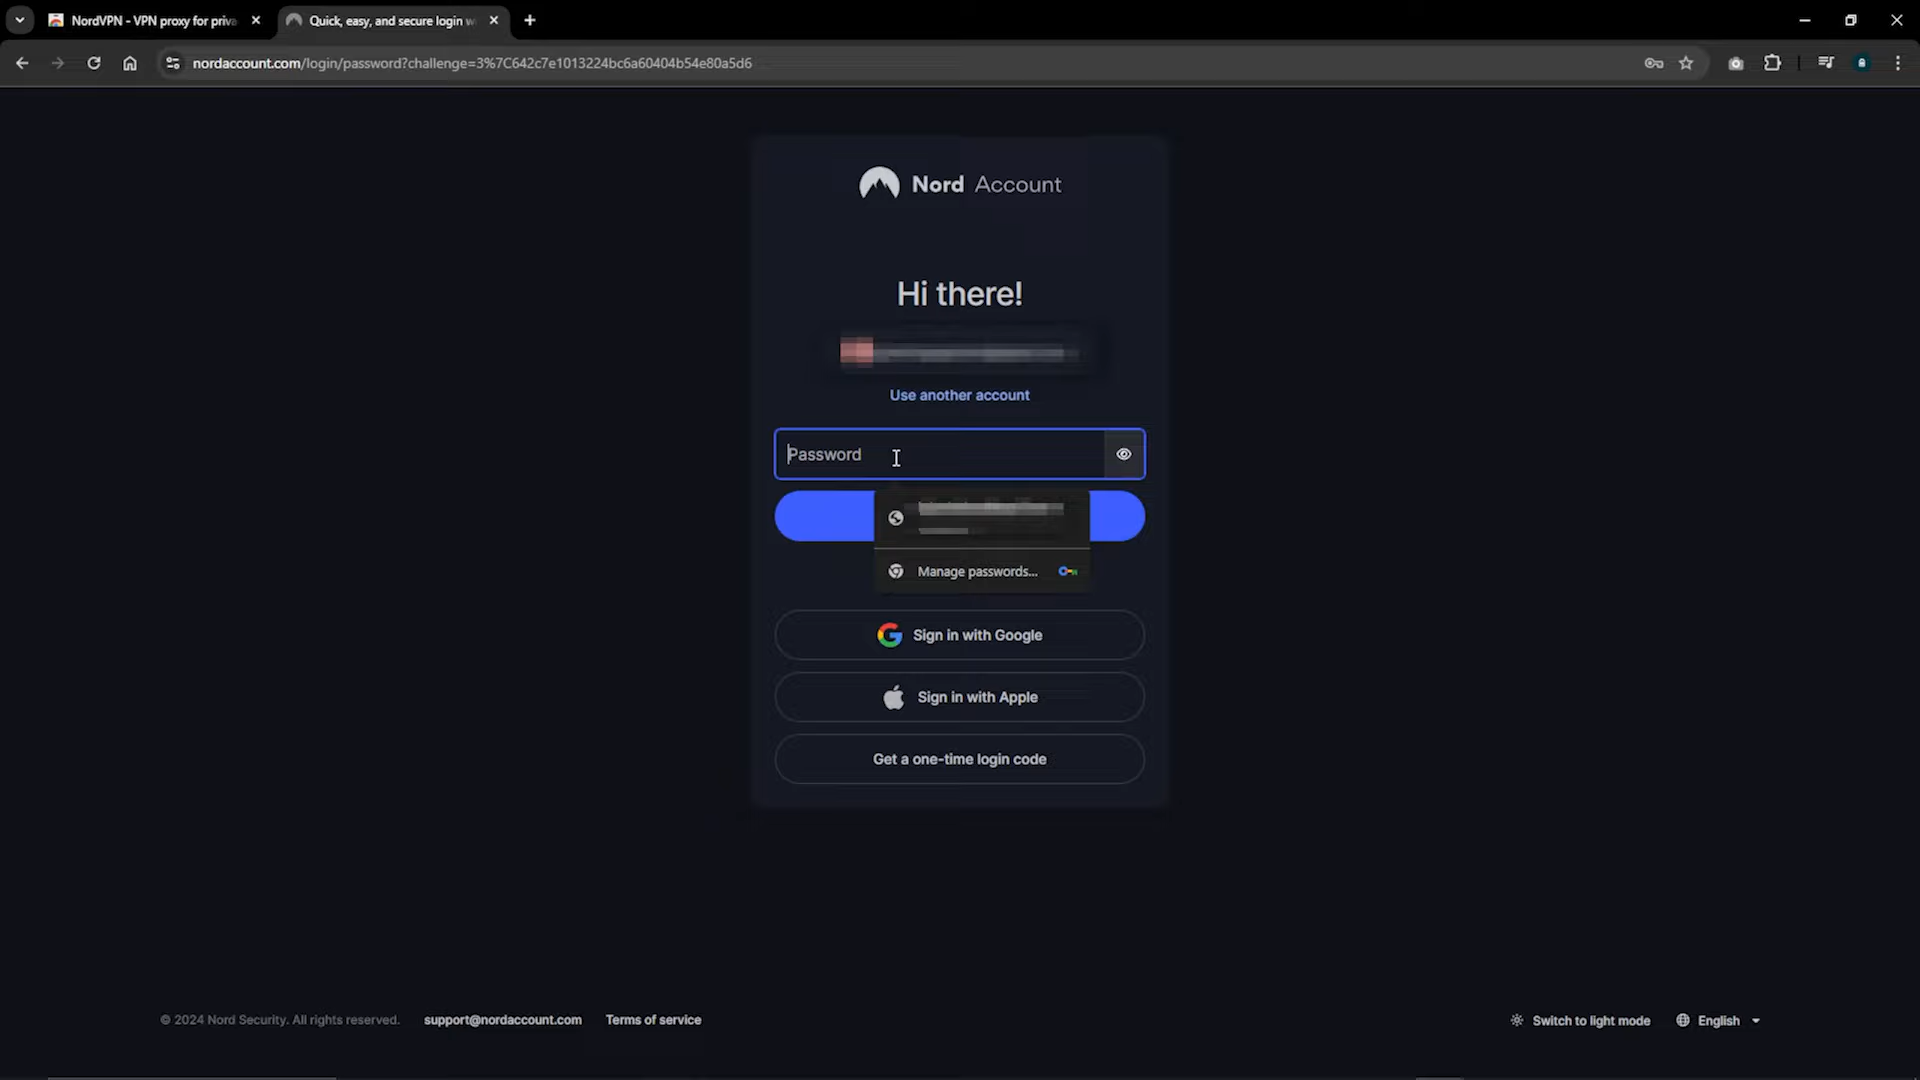 NordVPN - VPN proxy for priva
Quick, easy, and secure login w
nordaccount.com/login/password?challenge=3%7C642c7e1013224bc6a60404b54e80a5d6
Nord Account
Hi there!
Use another account
Password
Manage passwords...
Sign in with Google
Sign in with Apple
Get a one-time login code
© 2024 Nord Security. All rights reserved. support@nordaccount.com Terms of service
Switch to light mode English